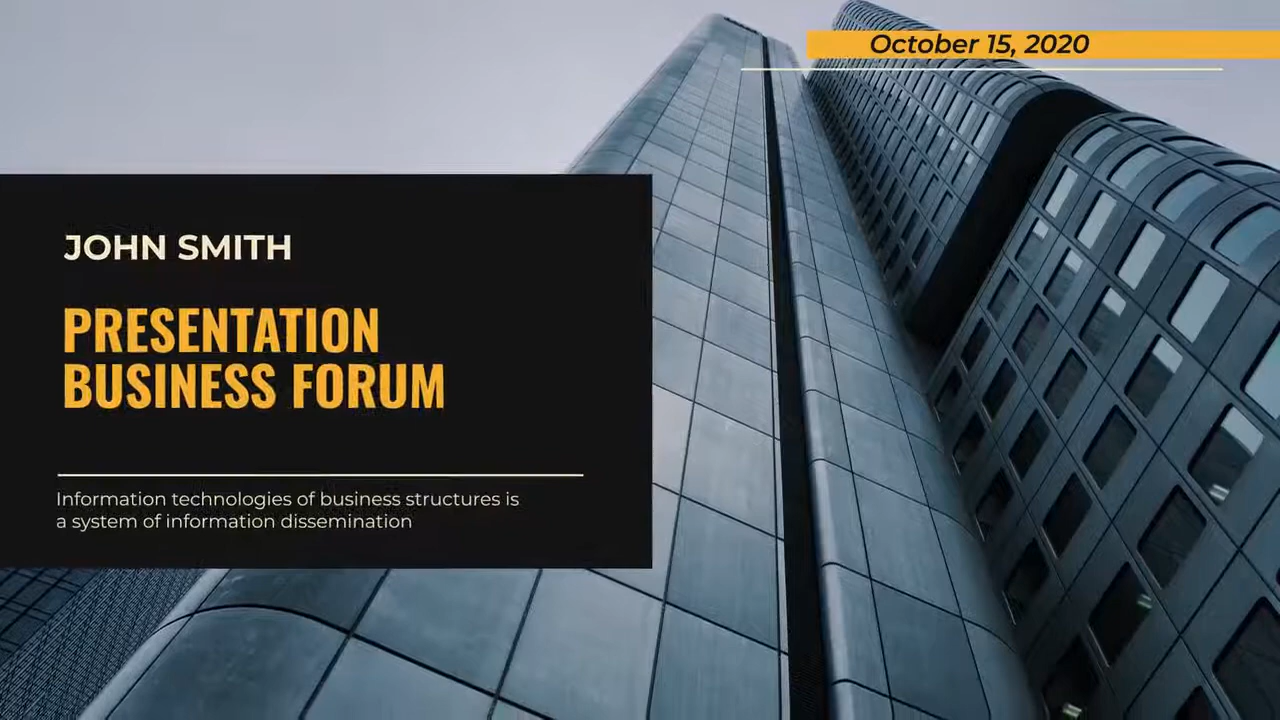 October 15, 2020
JOHN SMITH
PRESENTATION
BUSINESS FORUM
Information technologies of business structures is
a system of information dissemination